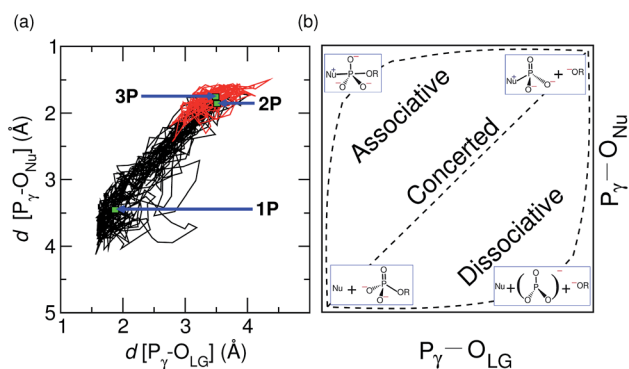 (a)
1
2
3
4
5
d [Pγ-ONu] (Å)
3P
2P
1P
1
2
3
4
d [Pγ-OLG] (Å)
(b)
Nu+
O−
P
−O
O−
OR
Nu+
O
P
O−
O−
+ −OR
Associative
Concerted
Dissociative
Nu +
−O
O
P
O−
OR
Nu + (
O
P
O
O
)− + −OR
Pγ — ONu
Pγ — OLG